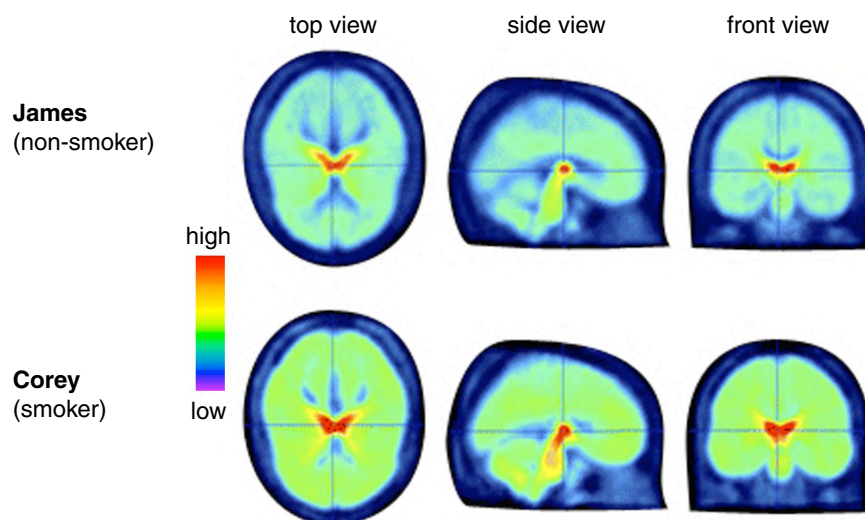 top view
side view
front view
James
(non-smoker)
high
low
Corey
(smoker)